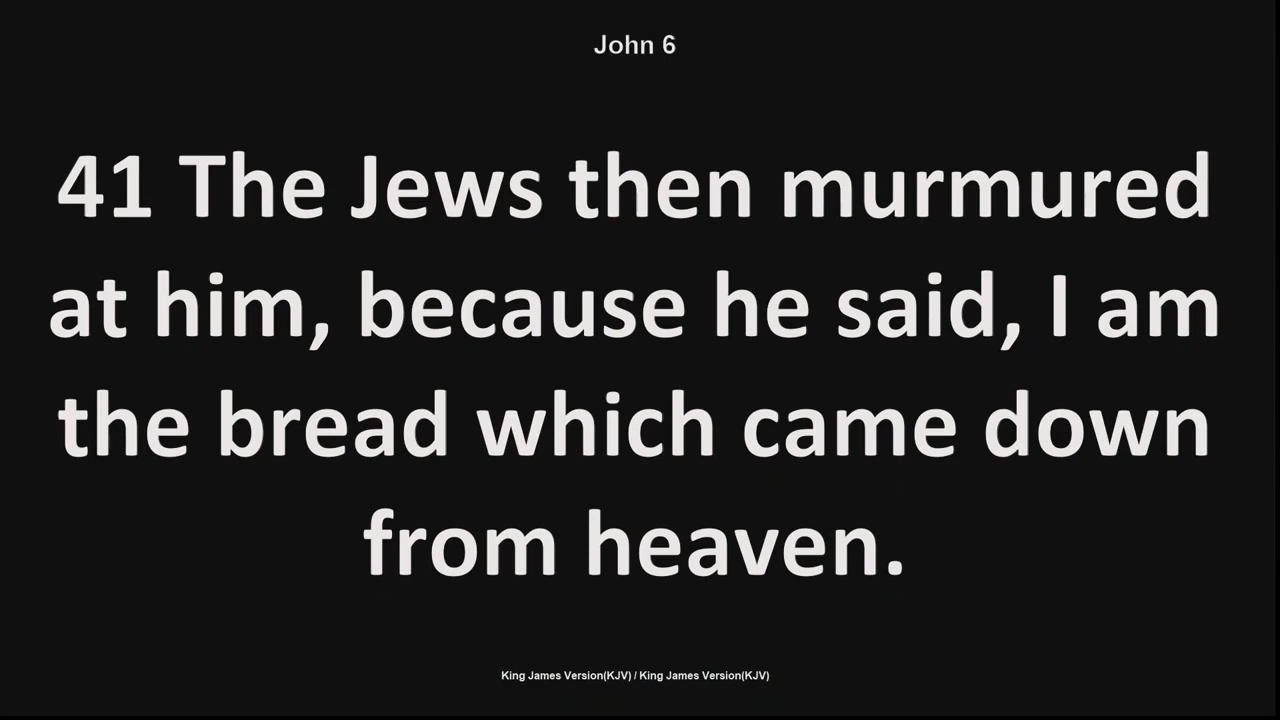 John 6
41 The Jews then murmured
at him, because he said, I am
the bread which came down
from heaven.
King James Version(KJV) / King James Version(KJV)